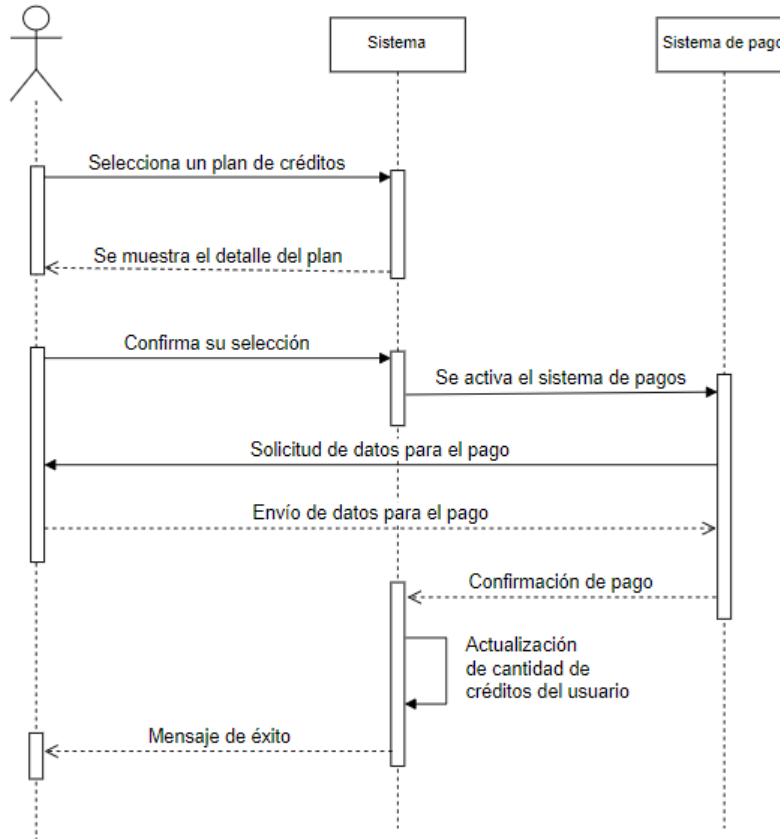 Sistema
Sistema de pago
Selecciona un plan de créditos
Se muestra el detalle del plan
Confirma su selección
Se activa el sistema de pagos
Solicitud de datos para el pago
Envío de datos para el pago
Confirmación de pago
Actualización
de cantidad de
créditos del usuario
Mensaje de éxito